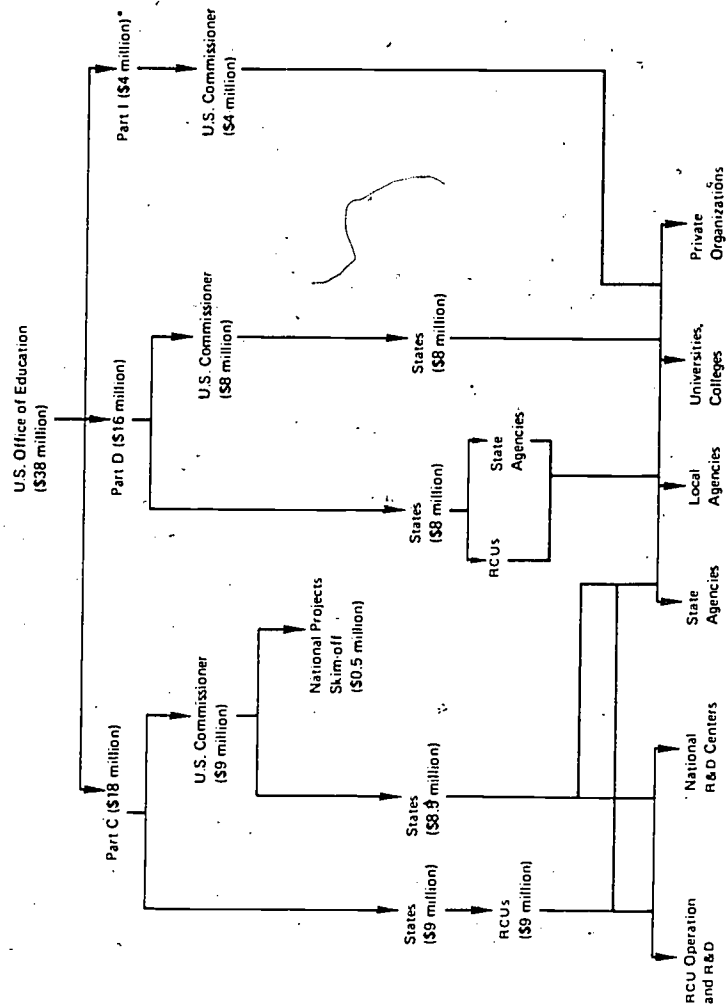 U.S. Office of Education
($38 million)
Part C ($18 million)
Part D ($16 million)
Part I ($4 million)*
U.S. Commissioner
($9 million)
U.S. Commissioner
($8 million)
U.S. Commissioner
($4 million)
National Projects
Skim-off
($0.5 million)
States
($9 million)
States
($8.5 million)
States
($8 million)
States
($8 million)
RCUs
($9 million)
RCUs
State
Agencies
RCU Operation
and R&D
National
R&D Centers
State
Agencies
Local
Agencies
Universities,
Colleges
Private
Organizations